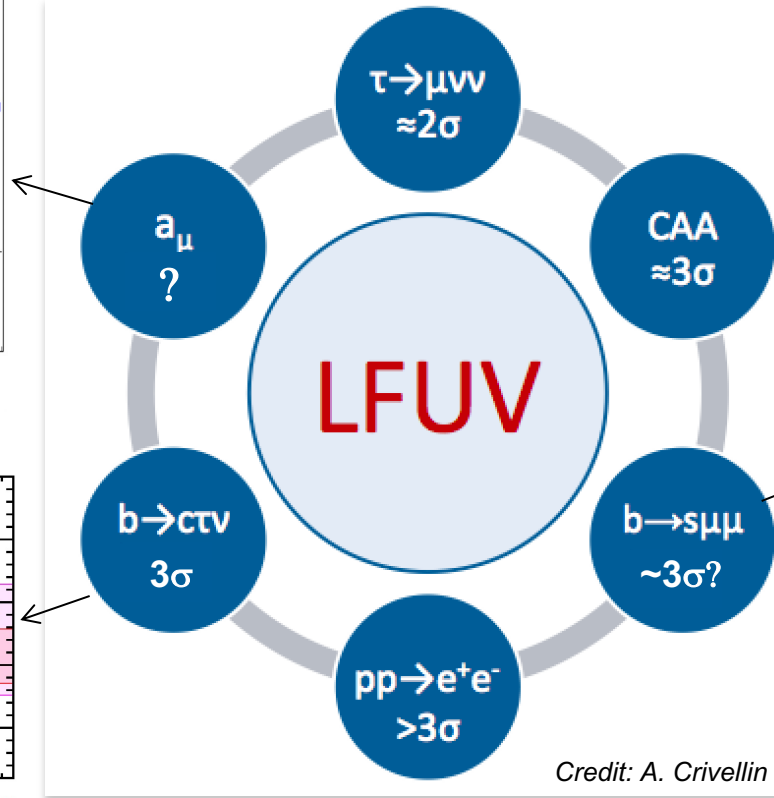 τ→μνν
≈2σ
CAA
≈3σ
b→sμμ
~3σ?
pp→e⁺e⁻
>3σ
b→cτν
3σ
aμ
?
LFUV
Credit: A. Crivellin